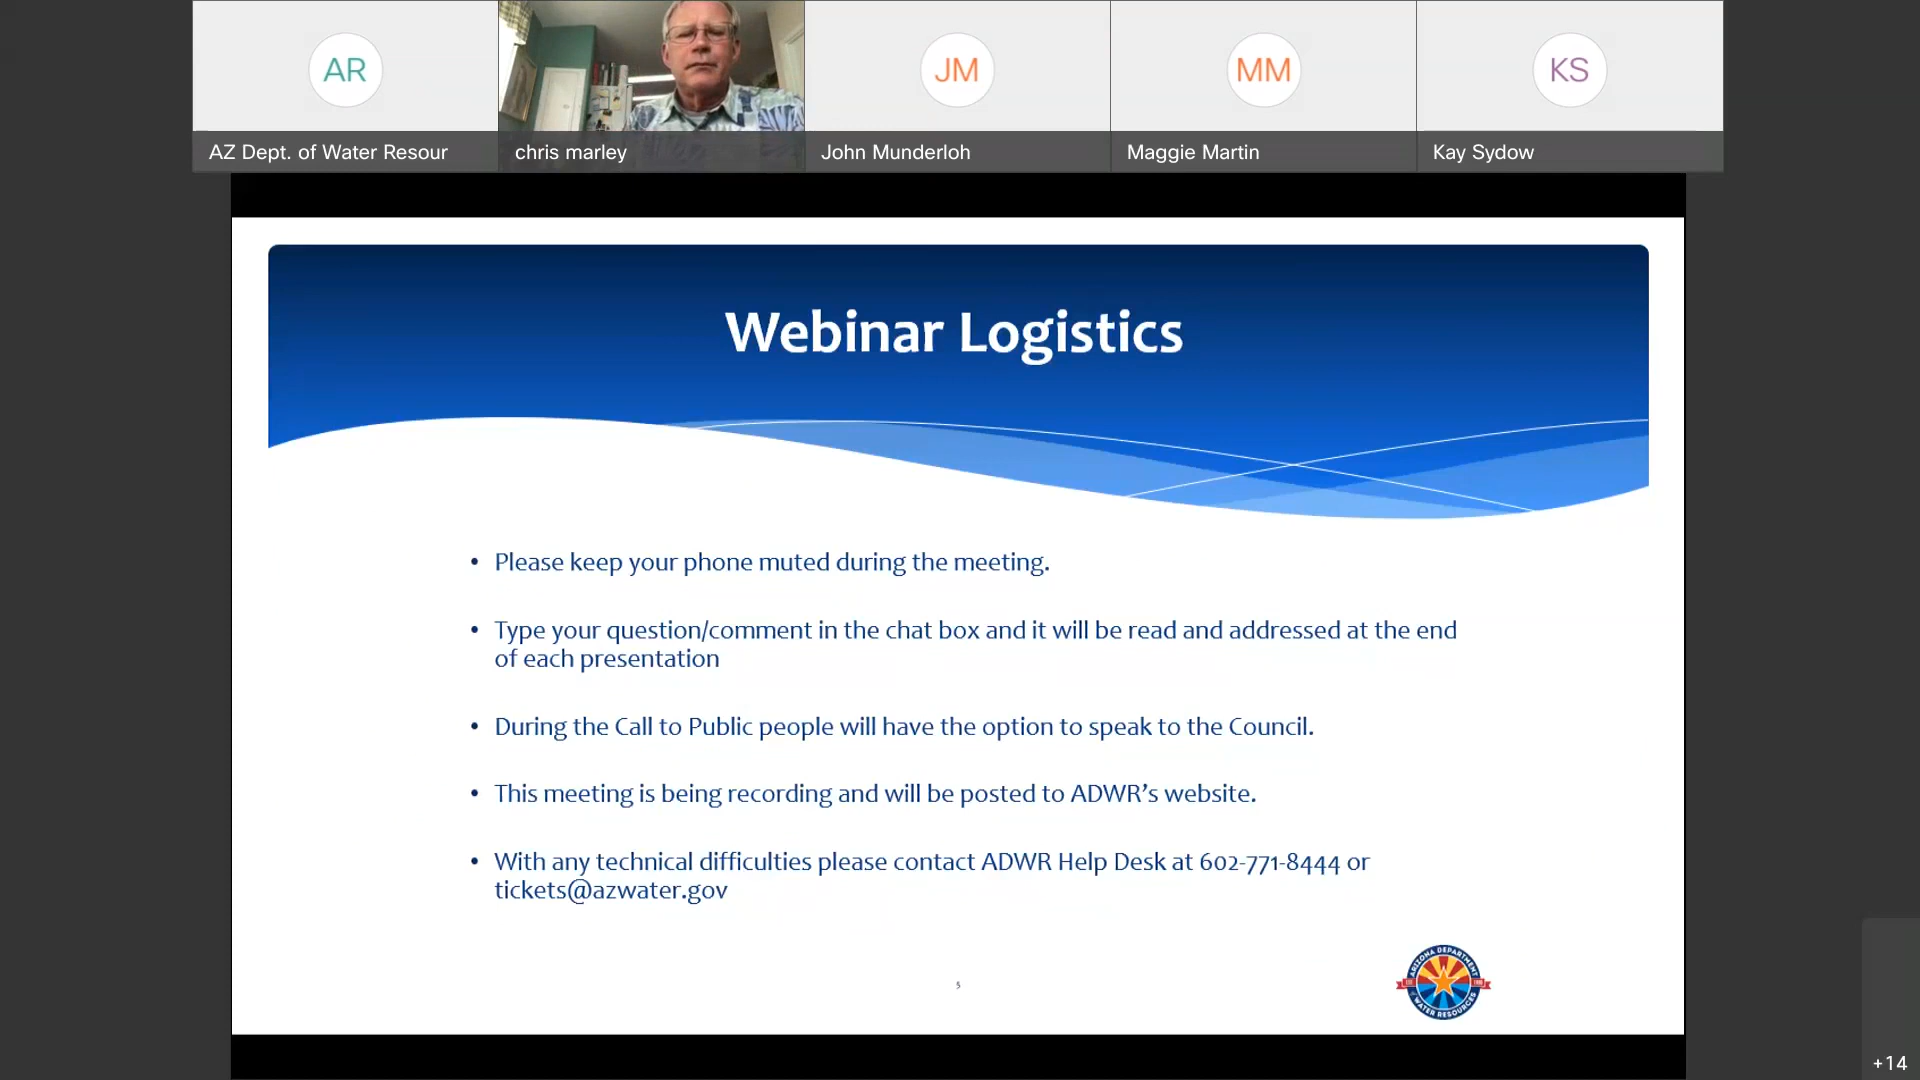 AR
JM
MM
KS
AZ Dept. of Water Resour
chris marley
John Munderloh
Maggie Martin
Kay Sydow
Webinar Logistics
• Please keep your phone muted during the meeting.
• Type your question/comment in the chat box and it will be read and addressed at the end
of each presentation
• During the Call to Public people will have the option to speak to the Council.
• This meeting is being recording and will be posted to ADWR’s website.
• With any technical difficulties please contact ADWR Help Desk at 602-771-8444 or
tickets@azwater.gov
ARIZONA DEPARTMENT
WATER RESOURCES
+14